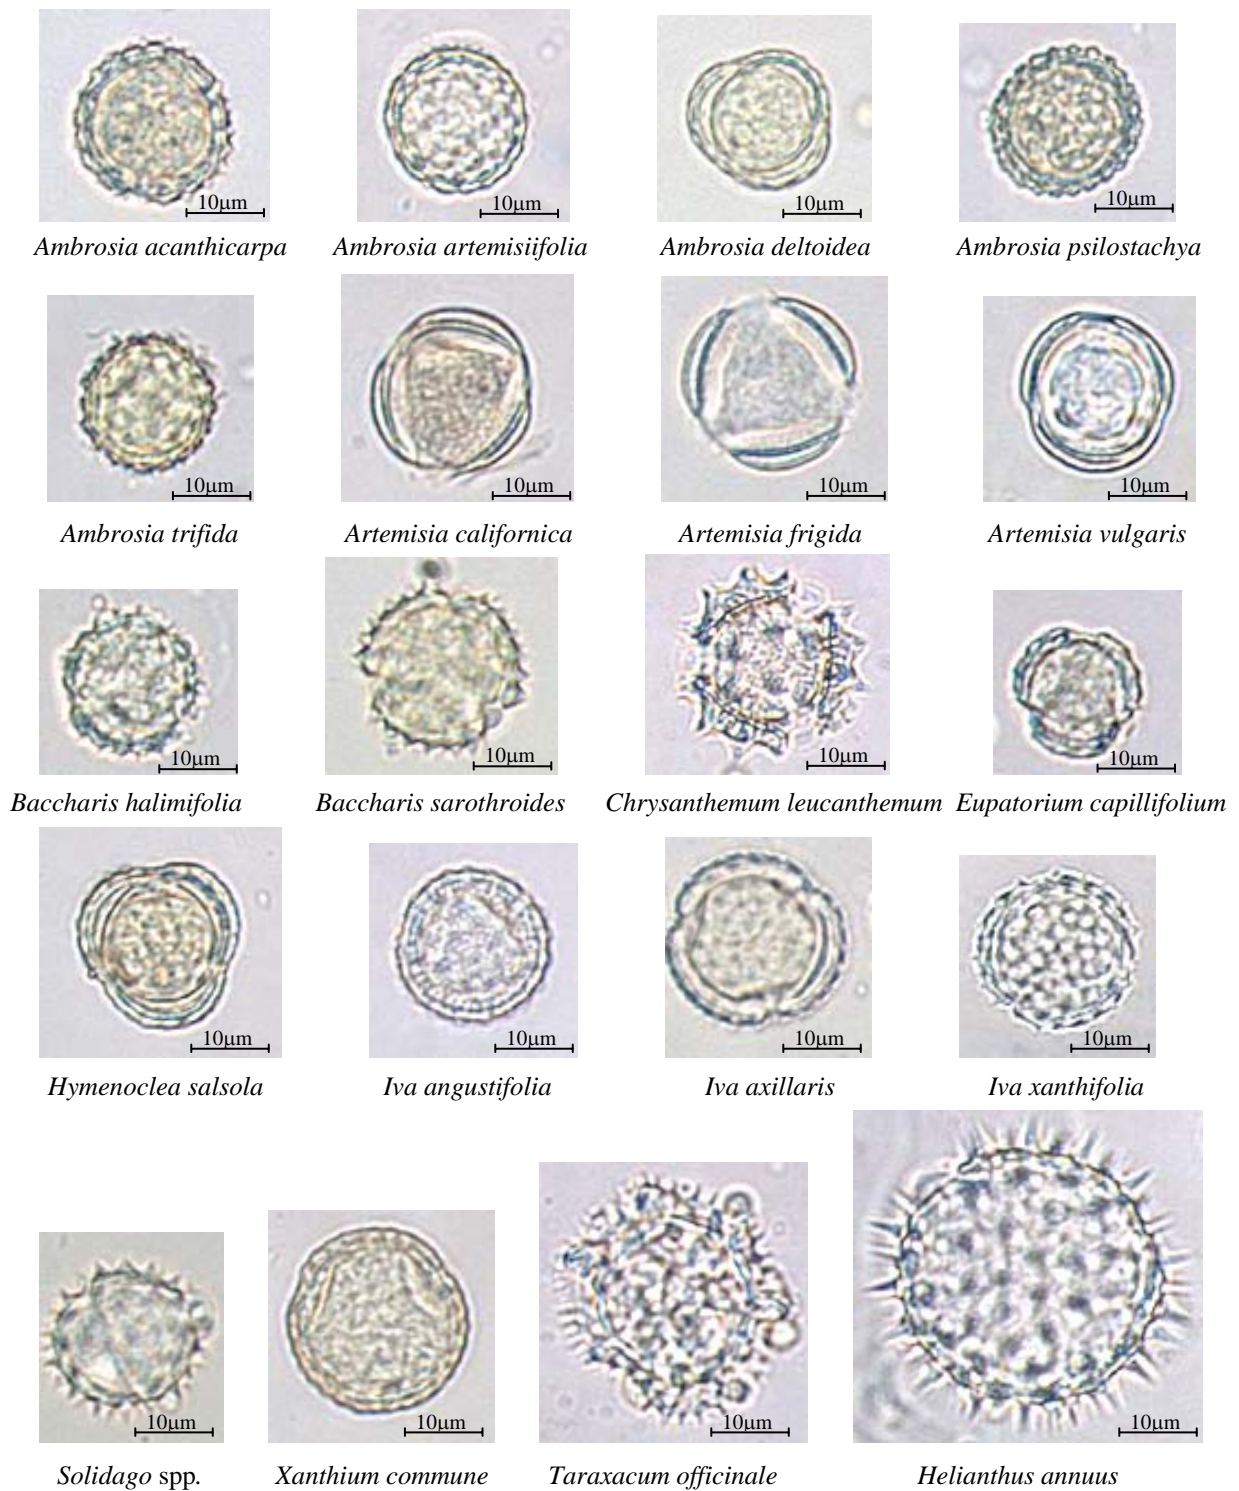 10μm 10μm 10μm 10μm
Ambrosia acanthicarpa Ambrosia artemisiifolia Ambrosia deltoidea Ambrosia psilostachya
10μm 10μm 10μm 10μm
Ambrosia trifida Artemisia californica Artemisia frigida Artemisia vulgaris
10μm 10μm 10μm 10μm
Baccharis halimifolia Baccharis sarothroides Chrysanthemum leucanthemum Eupatorium capillifolium
10μm 10μm 10μm 10μm
Hymenoclea salsola Iva angustifolia Iva axillaris Iva xanthifolia
10μm 10μm 10μm 10μm
Solidago spp. Xanthium commune Taraxacum officinale Helianthus annuus